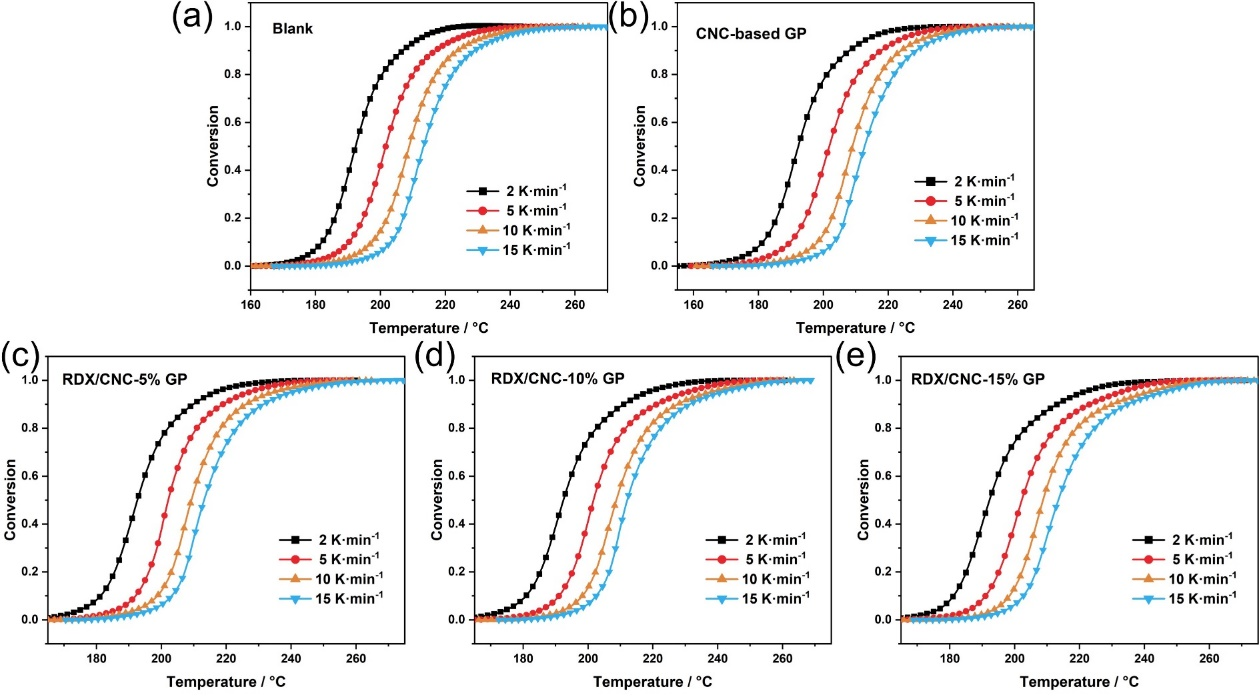 (a)
Blank
Conversion
1.0
0.8
0.6
0.4
0.2
0.0
2 K·min-1
5 K·min-1
10 K·min-1
15 K·min-1
160 180 200 220 240 260
Temperature / °C
(b)
CNC-based GP
Conversion
1.0
0.8
0.6
0.4
0.2
0.0
2 K·min-1
5 K·min-1
10 K·min-1
15 K·min-1
160 180 200 220 240 260
Temperature / °C
(c)
RDX/CNC-5% GP
Conversion
1.0
0.8
0.6
0.4
0.2
0.0
2 K·min-1
5 K·min-1
10 K·min-1
15 K·min-1
180 200 220 240 260
Temperature / °C
(d)
RDX/CNC-10% GP
Conversion
1.0
0.8
0.6
0.4
0.2
0.0
2 K·min-1
5 K·min-1
10 K·min-1
15 K·min-1
180 200 220 240 260
Temperature / °C
(e)
RDX/CNC-15% GP
Conversion
1.0
0.8
0.6
0.4
0.2
0.0
2 K·min-1
5 K·min-1
10 K·min-1
15 K·min-1
180 200 220 240 260
Temperature / °C